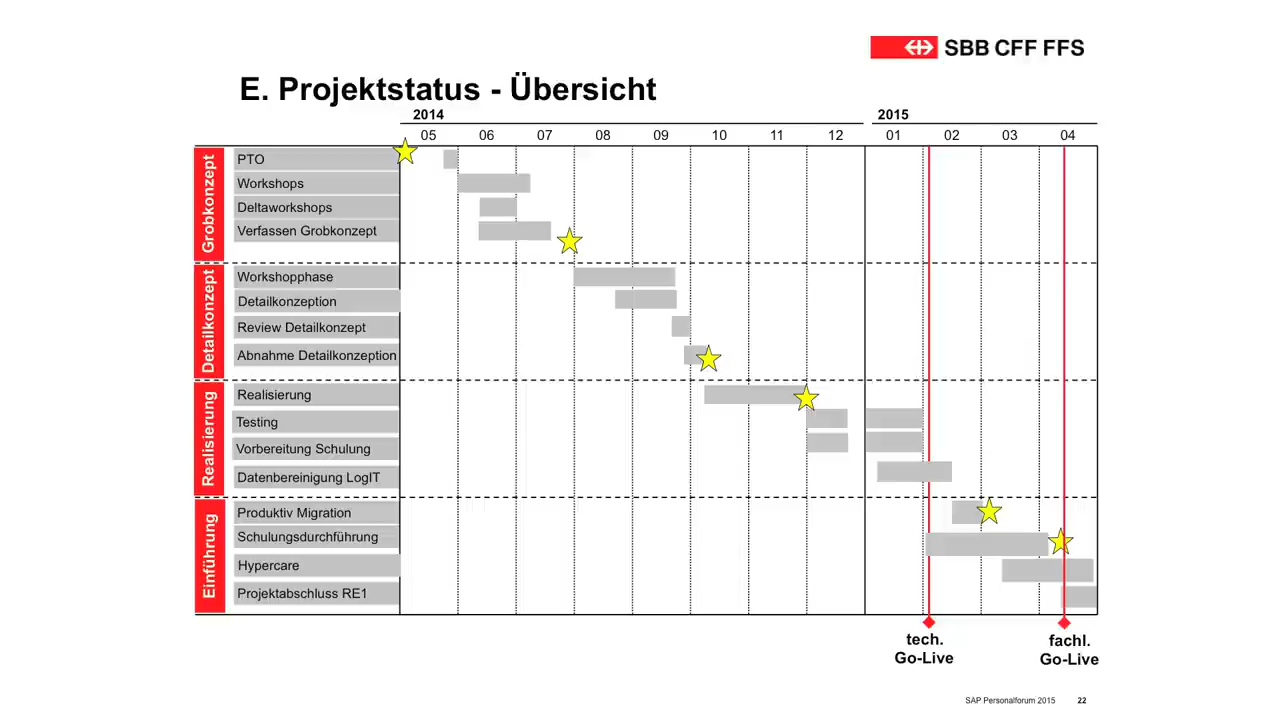 SBB CFF FFS
E. Projektstatus - Übersicht
2014 2015
05 06 07 08 09 10 11 12 01 02 03 04
Grobkonzept
PTO
Workshops
Deltaworkshops
Verfassen Grobkonzept
Detailkonzept
Workshopphase
Detailkonzeption
Review Detailkonzept
Abnahme Detailkonzeption
Realisierung
Realisierung
Testing
Vorbereitung Schulung
Datenbereinigung LogIT
Einführung
Produktiv Migration
Schulungsdurchführung
Hypercare
Projektabschluss RE1
tech.
Go-Live
fachl.
Go-Live
SAP Personalforum 2015 22